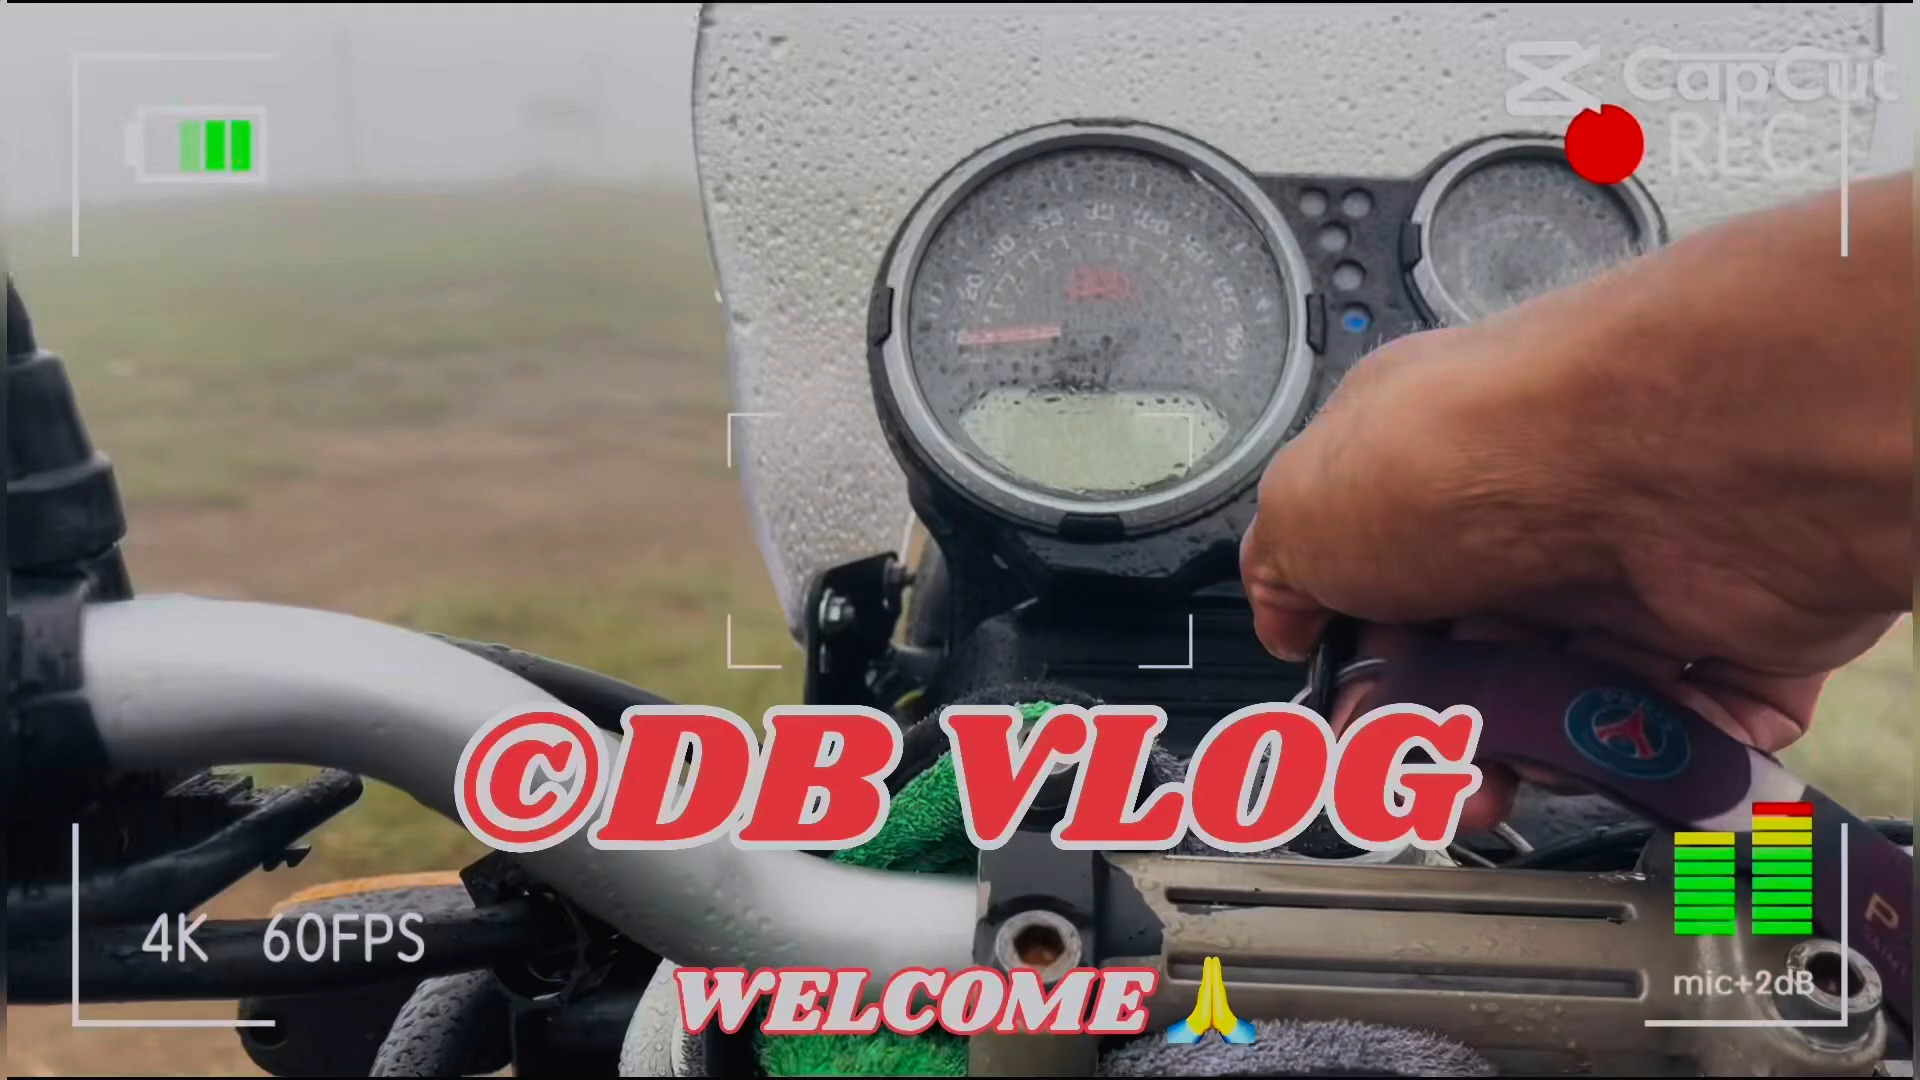 CapCut
REC
©DB VLOG
4K 60FPS
mic+2dB
WELCOME 🙏